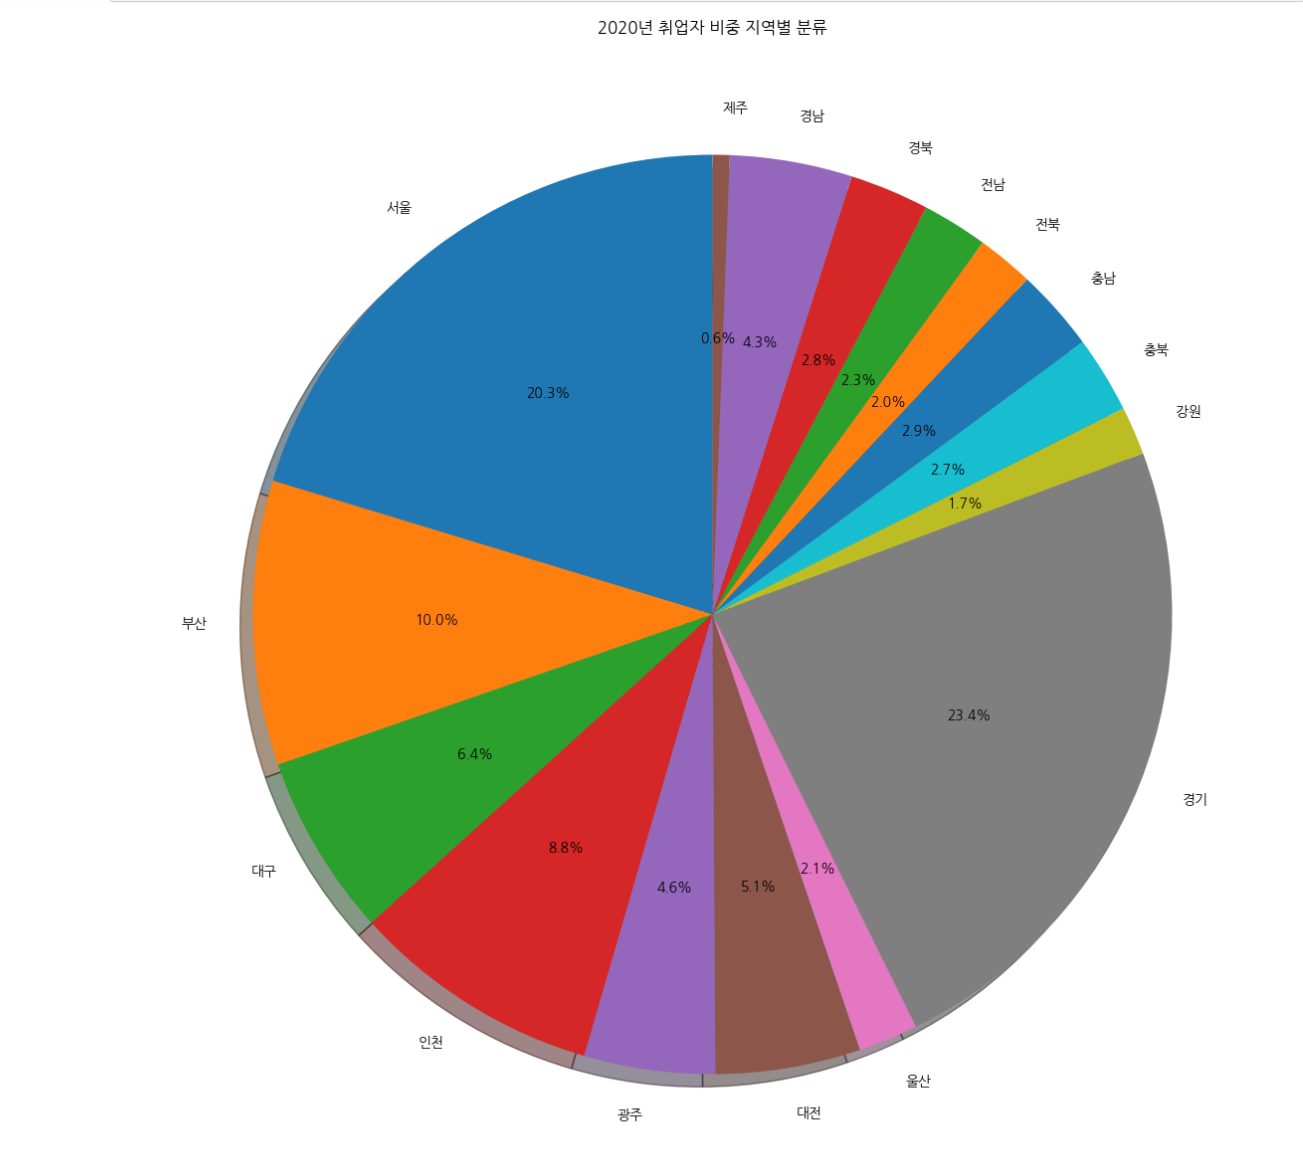 2020년 취업자 비중 지역별 분류
제주
경남
경북
전남
전북
충남
충북
강원
서울
부산
대구
인천
광주
대전
울산
경기
0.6%
4.3%
2.8%
2.3%
2.0%
2.9%
2.7%
1.7%
20.3%
10.0%
6.4%
8.8%
4.6%
5.1%
2.1%
23.4%